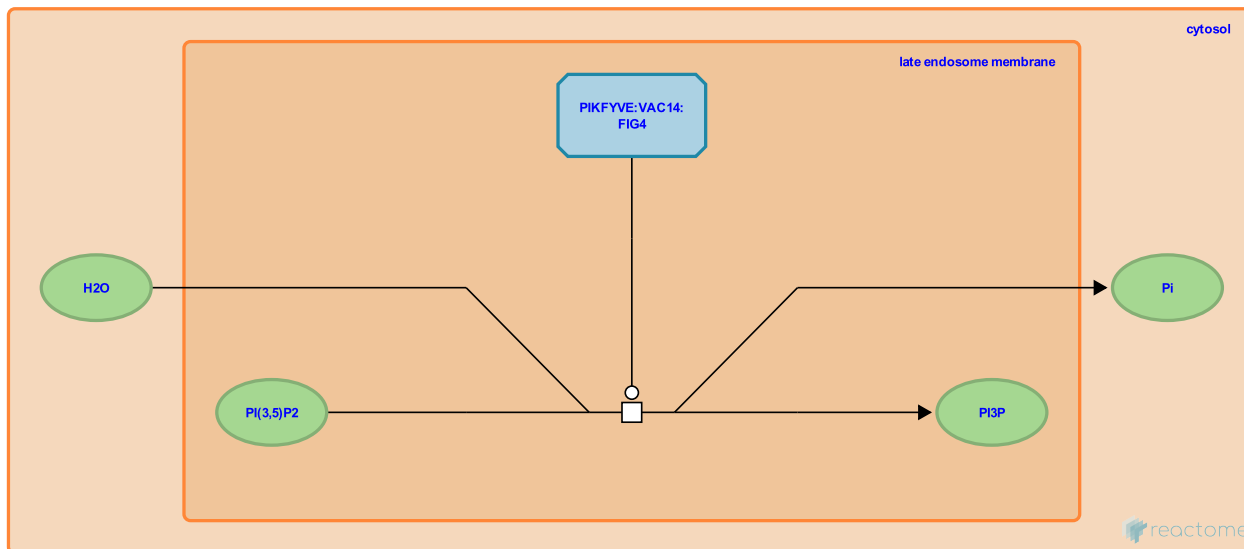 cytosol
late endosome membrane
PIKFYVE:VAC14:
FIG4
H2O
Pi
PI(3,5)P2
PI3P
reactome